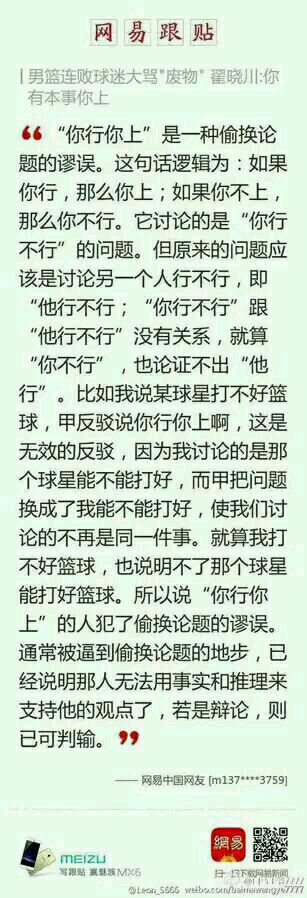 网易跟贴
男篮连败球迷大骂"废物" 翟晓川:你
有本事你上
“你行你上”是一种偷换论
题的谬误。这句话逻辑为：如果
你行，那么你上；如果你不上，
那么你不行。它讨论的是“你行
不行”的问题。但原来的问题应
该是讨论另一个人行不行，即
“他行不行；“你行不行”跟
“他行不行”没有关系，就算
“你不行”，也论证不出“他
行”。比如我说某球星打不好篮
球，甲反驳说你行你上啊，这是
无效的反驳，因为我讨论的是那
个球星能不能打好，而甲把问题
换成了我能不能打好，使我们讨
论的不再是同一件事。就算我打
不好篮球，也说明不了那个球星
能打好篮球。所以说“你行你
上”的人犯了偷换论题的谬误。
通常被逼到偷换论题的地步，已
经说明那人无法用事实和推理来
支持他的观点了，若是辩论，则
已可判输。
—— 网易中国网友 [m137****3759]
MEIZU
写跟贴 赢魅族MX6
網易
扫一扫下载网易新闻
@Leon_S666 weibo.com/baimawangye7777